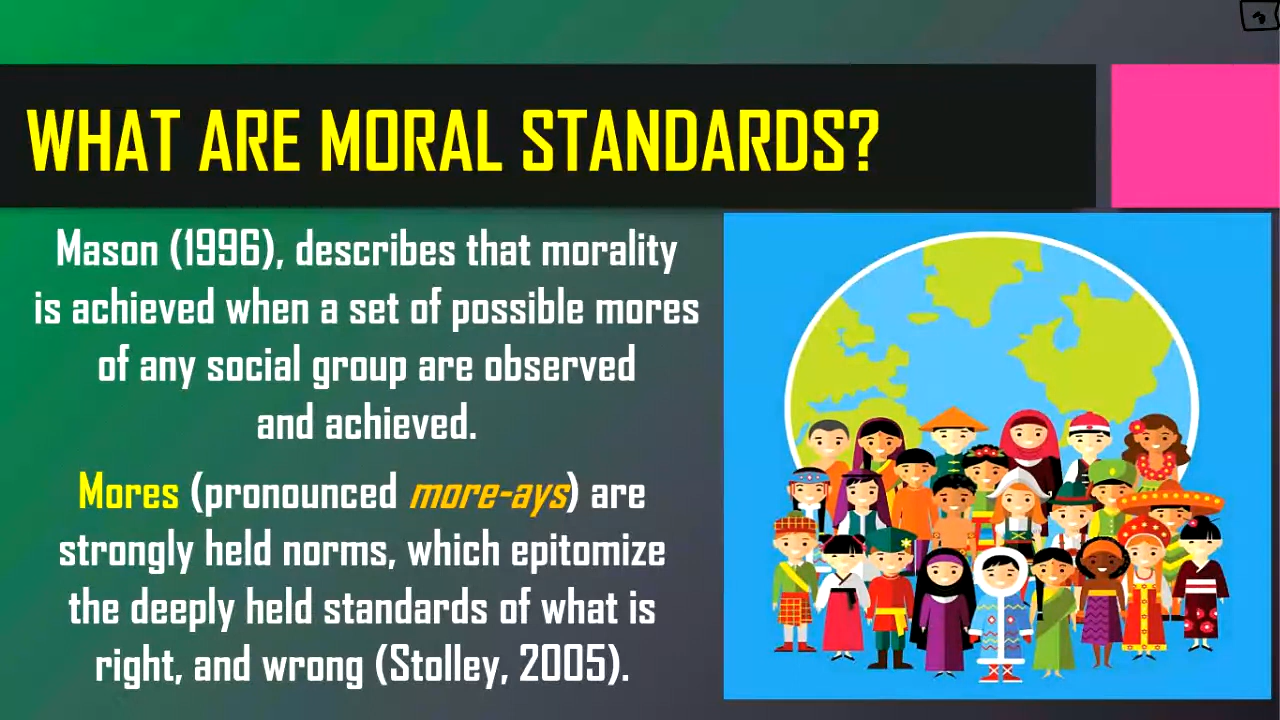 WHAT ARE MORAL STANDARDS?
Mason (1996), describes that morality
is achieved when a set of possible mores
of any social group are observed
and achieved.
Mores (pronounced more-ays) are
strongly held norms, which epitomize
the deeply held standards of what is
right, and wrong (Stolley, 2005).